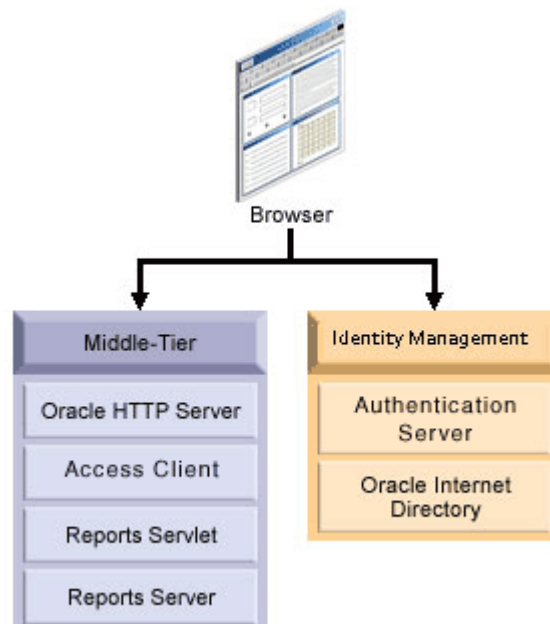 Browser
Middle-Tier
Oracle HTTP Server
Access Client
Reports Servlet
Reports Server
Identity Management
Authentication
Server
Oracle Internet
Directory